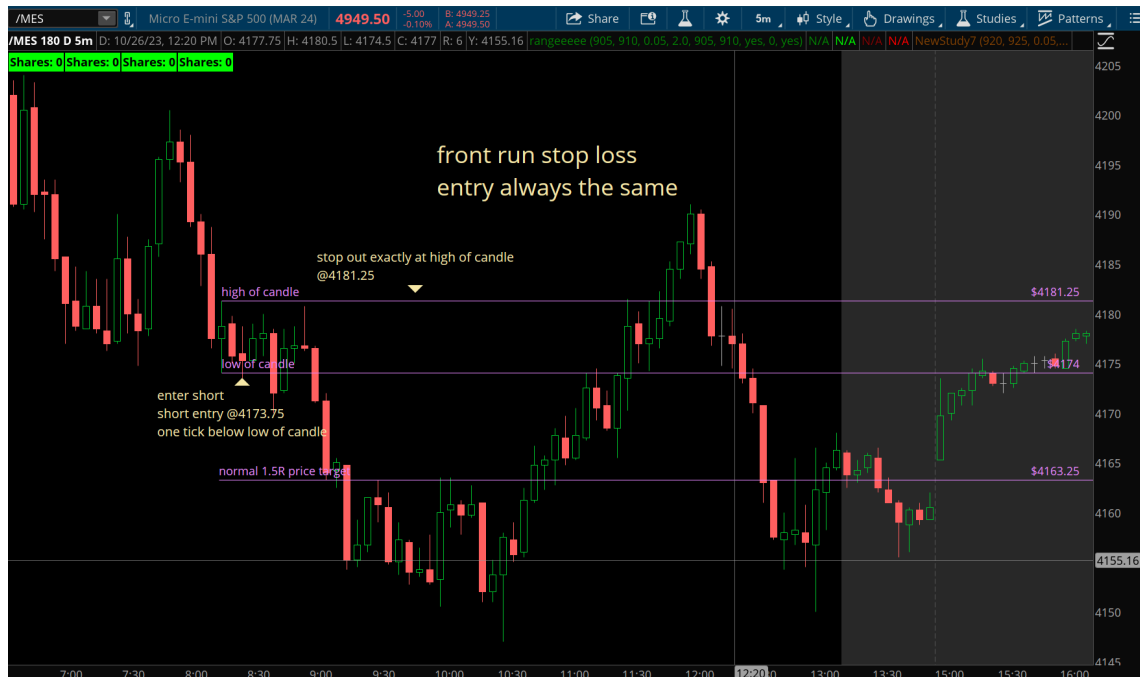 /MES Micro E-mini S&P 500 (MAR 24) 4949.50 -5.00 -0.10% B: 4949.25 A: 4949.50 Share 5m Style Drawings Studies Patterns
/MES 180 D 5m D: 10/26/23, 12:20 PM O: 4177.75 H: 4180.5 L: 4174.5 C: 4177 R: 6 Y: 4155.16 rangeeeee (905, 910, 0.05, 2.0, 905, 910, yes, 0, yes) N/A N/A N/A N/A NewStudy7 (920, 925, 0.05,...
Shares: 0 Shares: 0 Shares: 0 Shares: 0
front run stop loss
entry always the same
stop out exactly at high of candle
@4181.25
high of candle $4181.25
low of candle $4174
enter short
short entry @4173.75
one tick below low of candle
normal 1.5R price target $4163.25
4205
4200
4195
4190
4185
4180
4175
4170
4165
4160
4155.16
4150
4145
7:00 7:30 8:00 8:30 9:00 9:30 10:00 10:30 11:00 11:30 12:00 12:20 13:00 13:30 15:00 15:30 16:00